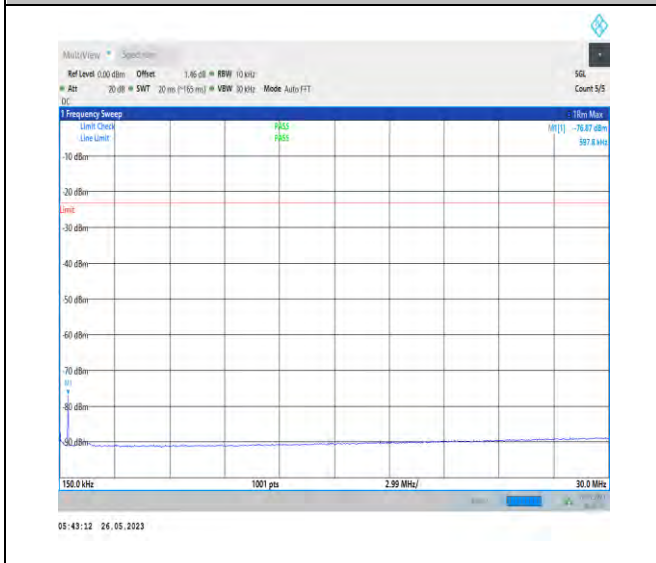 MultiView Spectrum
Ref Level 0.00 dBm Offset 1.46 dB RBW 10 kHz SGL
Att 20 dB SWT 20 ms (~165 ms) VBW 30 kHz Mode Auto FFT Count 5/5
DC
1 Frequency Sweep 1Rm Max
Limit Check PASS M1[1] -76.87 dBm
Line Limit PASS 597.8 kHz
-10 dBm
-20 dBm
Limit
-30 dBm
-40 dBm
-50 dBm
-60 dBm
-70 dBm
M1
-80 dBm
-90 dBm
150.0 kHz 1001 pts 2.99 MHz/ 30.0 MHz
05:43:12 26.05.2023